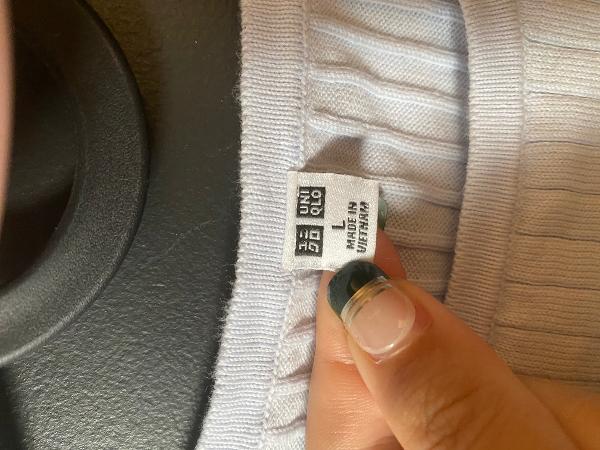 ユニ
クロ
UNI
QLO
L
MADE IN
VIETNAM